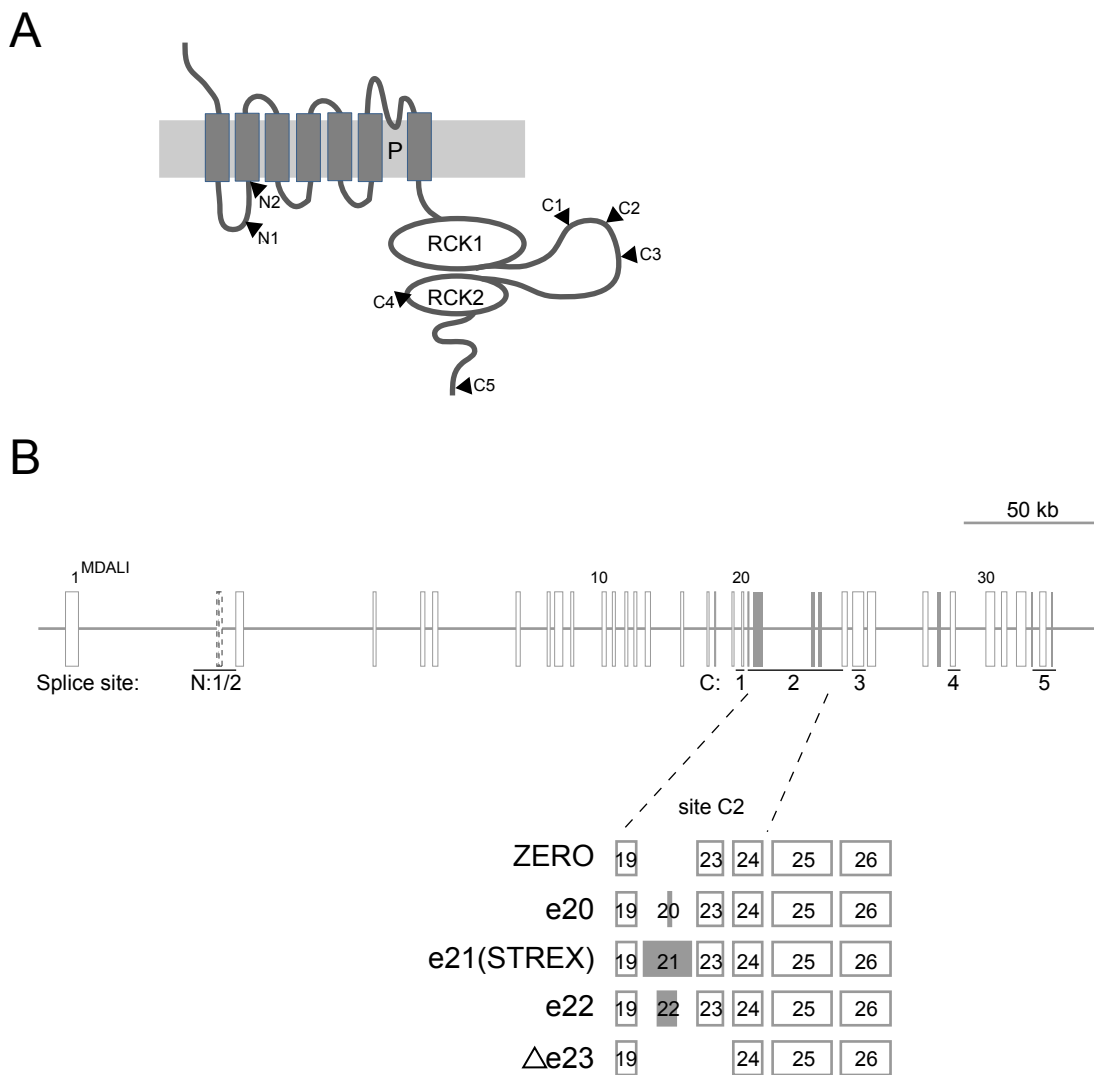 A
P
N2
N1
RCK1
C1
C2
C3
C4
RCK2
C5
B
50 kb
1 MDALI
10
20
30
Splice site:
N:1/2
C:
1
2
3
4
5
site C2
ZERO 19 23 24 25 26
e20 19 20 23 24 25 26
e21(STREX) 19 21 23 24 25 26
e22 19 22 23 24 25 26
△e23 19 24 25 26